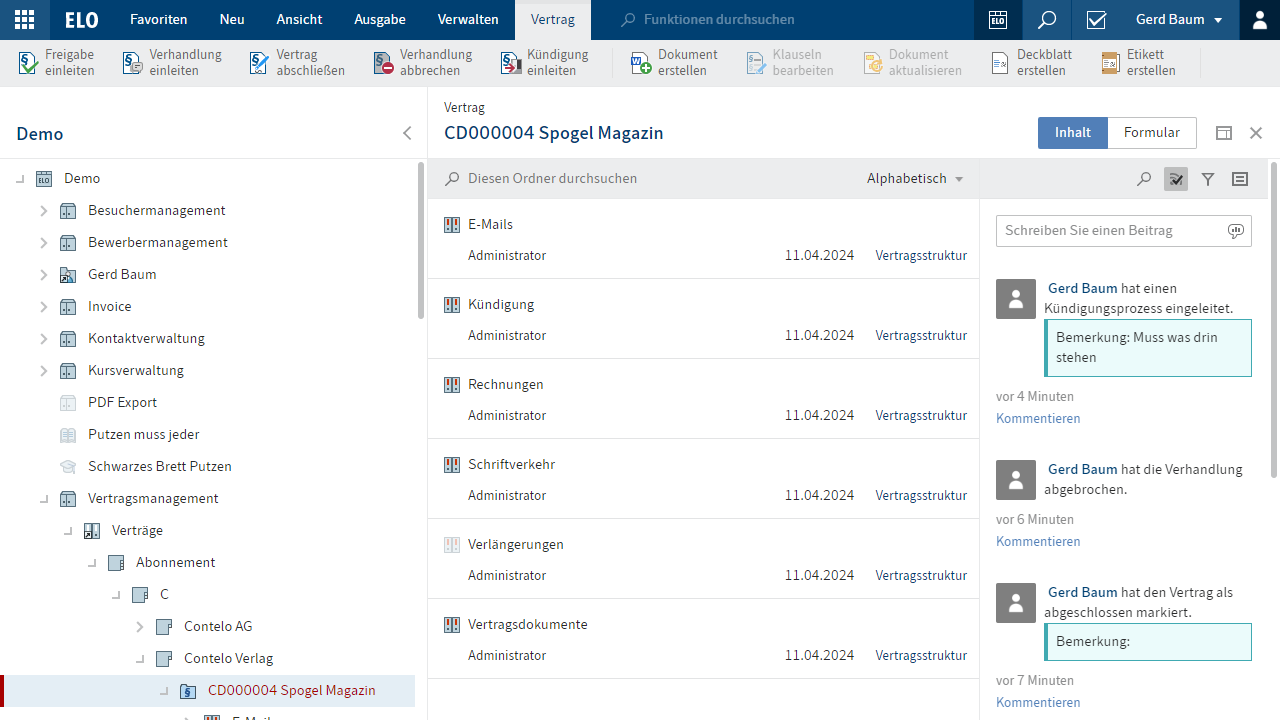 ELO Favoriten Neu Ansicht Ausgabe Verwalten Vertrag Funktionen durchsuchen ELO Gerd Baum
Freigabe einleiten
Verhandlung einleiten
Vertrag abschließen
Verhandlung abbrechen
Kündigung einleiten
Dokument erstellen
Klauseln bearbeiten
Dokument aktualisieren
Deckblatt erstellen
Etikett erstellen
Demo
Demo
Besuchermanagement
Bewerbermanagement
Gerd Baum
Invoice
Kontaktverwaltung
Kursverwaltung
PDF Export
Putzen muss jeder
Schwarzes Brett Putzen
Vertragsmanagement
Verträge
Abonnement
C
Contelo AG
Contelo Verlag
CD000004 Spogel Magazin
Vertrag
CD000004 Spogel Magazin
Inhalt Formular
Diesen Ordner durchsuchen Alphabetisch
E-Mails
Administrator 11.04.2024 Vertragsstruktur
Kündigung
Administrator 11.04.2024 Vertragsstruktur
Rechnungen
Administrator 11.04.2024 Vertragsstruktur
Schriftverkehr
Administrator 11.04.2024 Vertragsstruktur
Verlängerungen
Administrator 11.04.2024 Vertragsstruktur
Vertragsdokumente
Administrator 11.04.2024 Vertragsstruktur
Schreiben Sie einen Beitrag
Gerd Baum hat einen
Kündigungsprozess eingeleitet.
Bemerkung: Muss was drin
stehen
vor 4 Minuten
Kommentieren
Gerd Baum hat die Verhandlung
abgebrochen.
vor 6 Minuten
Kommentieren
Gerd Baum hat den Vertrag als
abgeschlossen markiert.
Bemerkung:
vor 7 Minuten
Kommentieren